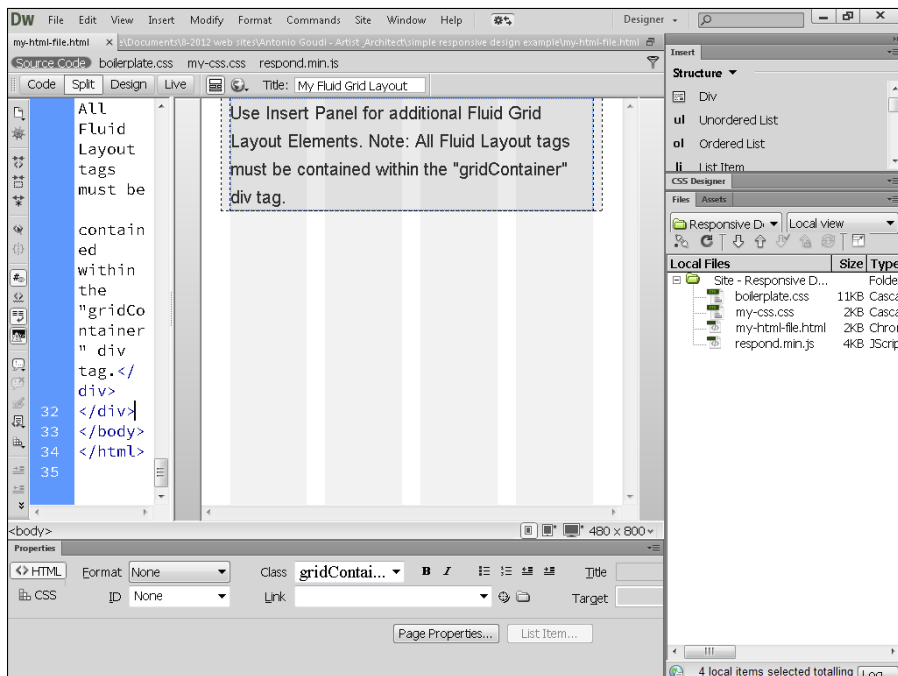 DW File Edit View Insert Modify Format Commands Site Window Help Designer
my-html-file.html × :\Documents\8-2012 web sites\Antonio Goudi - Artist_Architect\simple responsive design example\my-html-file.html
Source Code boilerplate.css my-css.css respond.min.js
Code Split Design Live Title: My Fluid Grid Layout
All
Fluid
Layout
tags
must be
contain
ed
within
the
"gridCo
ntainer
" div
tag.</
div>
32 </div>
33 </body>
34 </html>
35
Use Insert Panel for additional Fluid Grid
Layout Elements. Note: All Fluid Layout tags
must be contained within the "gridContainer"
div tag.
<body> 480 x 800
Properties
<> HTML Format None Class gridContai... B I Title
CSS ID None Link Target
Page Properties... List Item...
Insert
Structure
Div
ul Unordered List
ol Ordered List
li List Item
CSS Designer
Files Assets
Responsive D Local view
Local Files Size Type
Site - Responsive D... Folde
boilerplate.css 11KB Casca
my-css.css 2KB Casca
my-html-file.html 2KB Chron
respond.min.js 4KB JScrip
4 local items selected totalling Log...